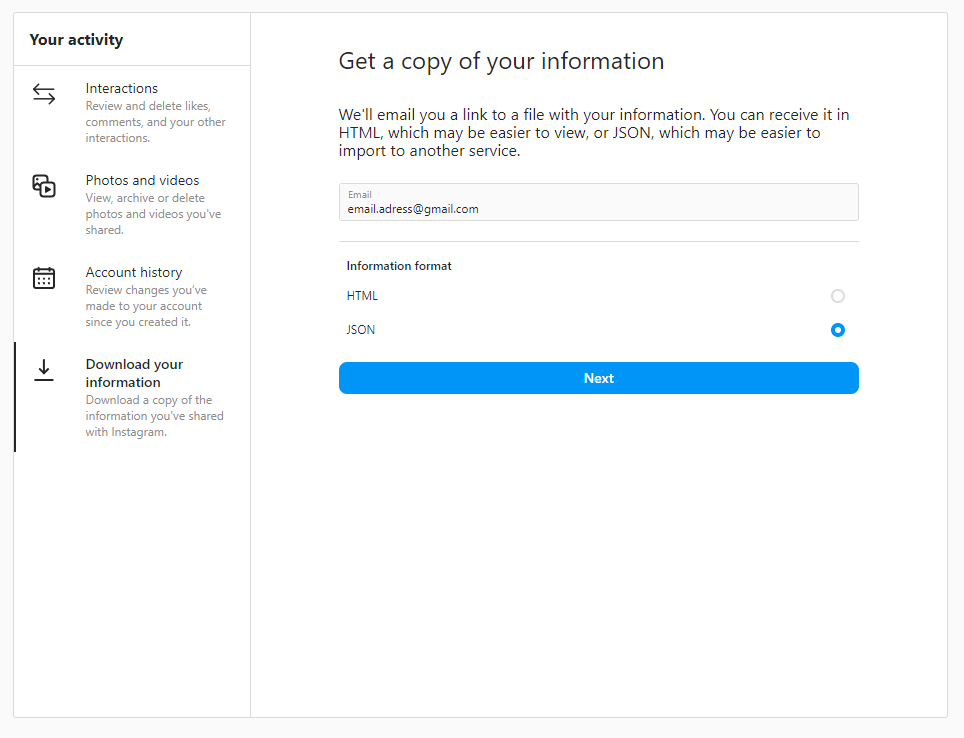 Your activity
Interactions
Review and delete likes,
comments, and your other
interactions.
Photos and videos
View, archive or delete
photos and videos you've
shared.
Account history
Review changes you've
made to your account
since you created it.
Download your
information
Download a copy of the
information you've shared
with Instagram.
Get a copy of your information
We'll email you a link to a file with your information. You can receive it in
HTML, which may be easier to view, or JSON, which may be easier to
import to another service.
Email
email.adress@gmail.com
Information format
HTML
JSON
Next